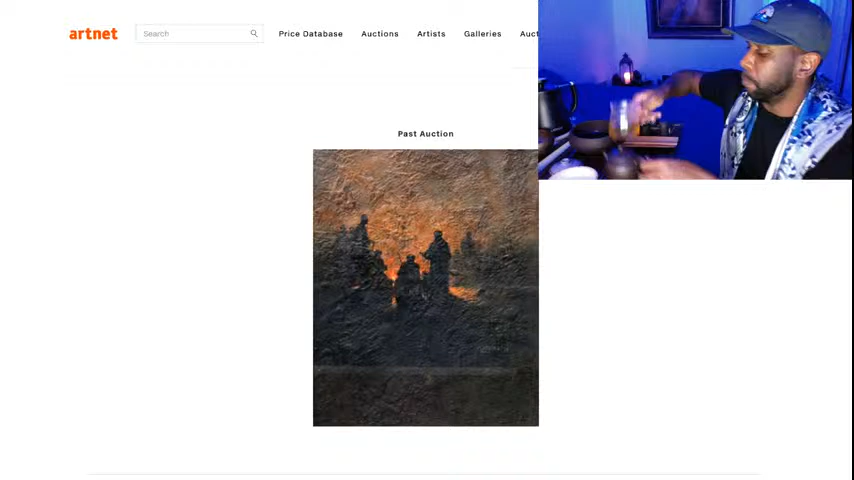 artnet
Search
Price Database
Auctions
Artists
Galleries
Past Auction